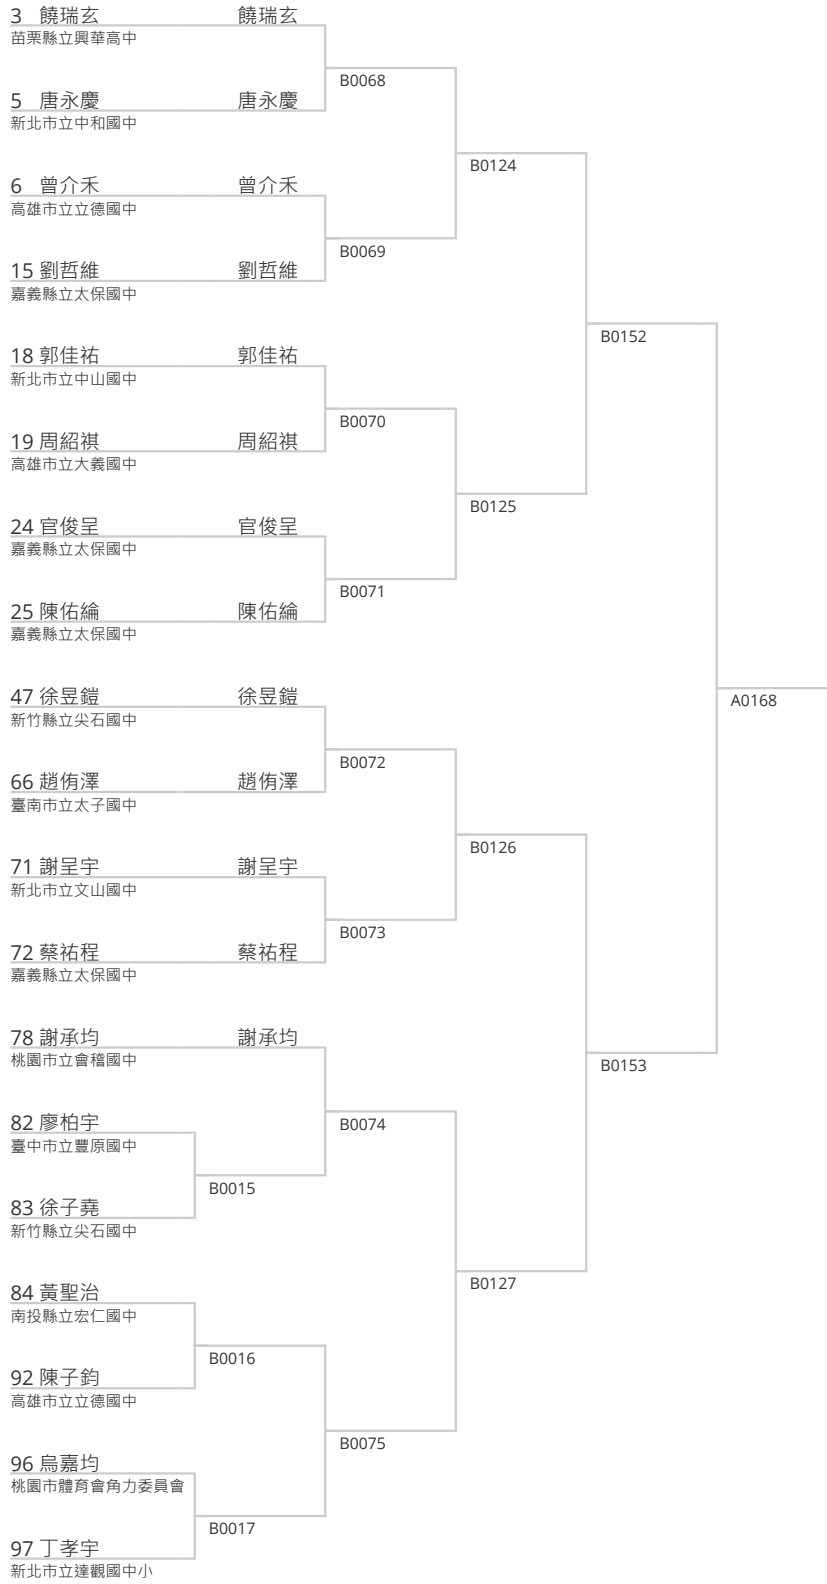 3 饒瑞玄 饒瑞玄
苗栗縣立興華高中
B0068
5 唐永慶 唐永慶
新北市立中和國中
B0124
6 曾介禾 曾介禾
高雄市立立德國中
B0069
15 劉哲維 劉哲維
嘉義縣立太保國中
B0152
18 郭佳祐 郭佳祐
新北市立中山國中
B0070
19 周紹祺 周紹祺
高雄市立大義國中
B0125
24 官俊呈 官俊呈
嘉義縣立太保國中
B0071
25 陳佑綸 陳佑綸
嘉義縣立太保國中
47 徐昱鎧 徐昱鎧
A0168
新竹縣立尖石國中
B0072
66 趙侑澤 趙侑澤
臺南市立太子國中
B0126
71 謝呈宇 謝呈宇
新北市立文山國中
B0073
72 蔡祐程 蔡祐程
嘉義縣立太保國中
78 謝承均 謝承均
桃園市立會稽國中
B0153
82 廖柏宇
B0074
臺中市立豐原國中
B0015
83 徐子堯
新竹縣立尖石國中
B0127
84 黃聖治
南投縣立宏仁國中
B0016
92 陳子鈞
高雄市立立德國中
B0075
96 烏嘉均
桃園市體育會角力委員會
B0017
97 丁孝宇
新北市立達觀國中小